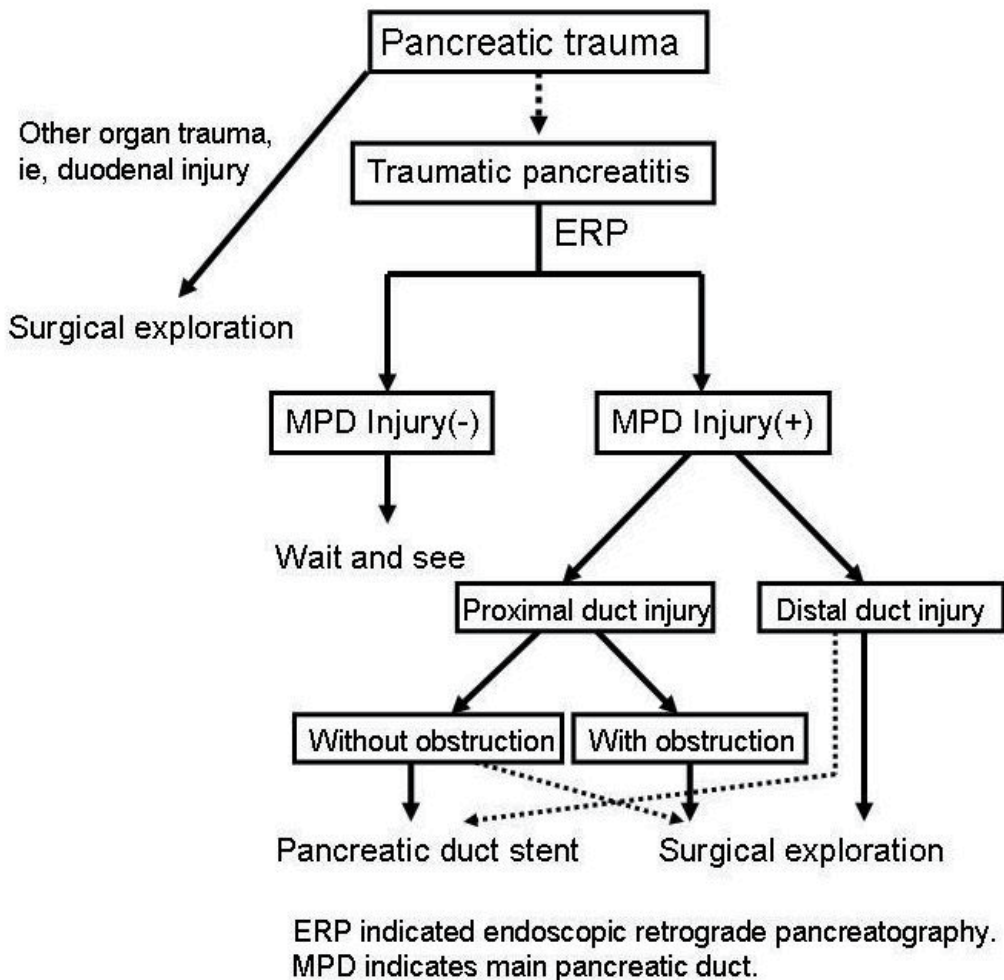 Pancreatic trauma
Other organ trauma,
ie, duodenal injury
Traumatic pancreatitis
ERP
Surgical exploration
MPD Injury(-)
MPD Injury(+)
Wait and see
Proximal duct injury
Distal duct injury
Without obstruction
With obstruction
Pancreatic duct stent
Surgical exploration
ERP indicated endoscopic retrograde pancreatography.
MPD indicates main pancreatic duct.